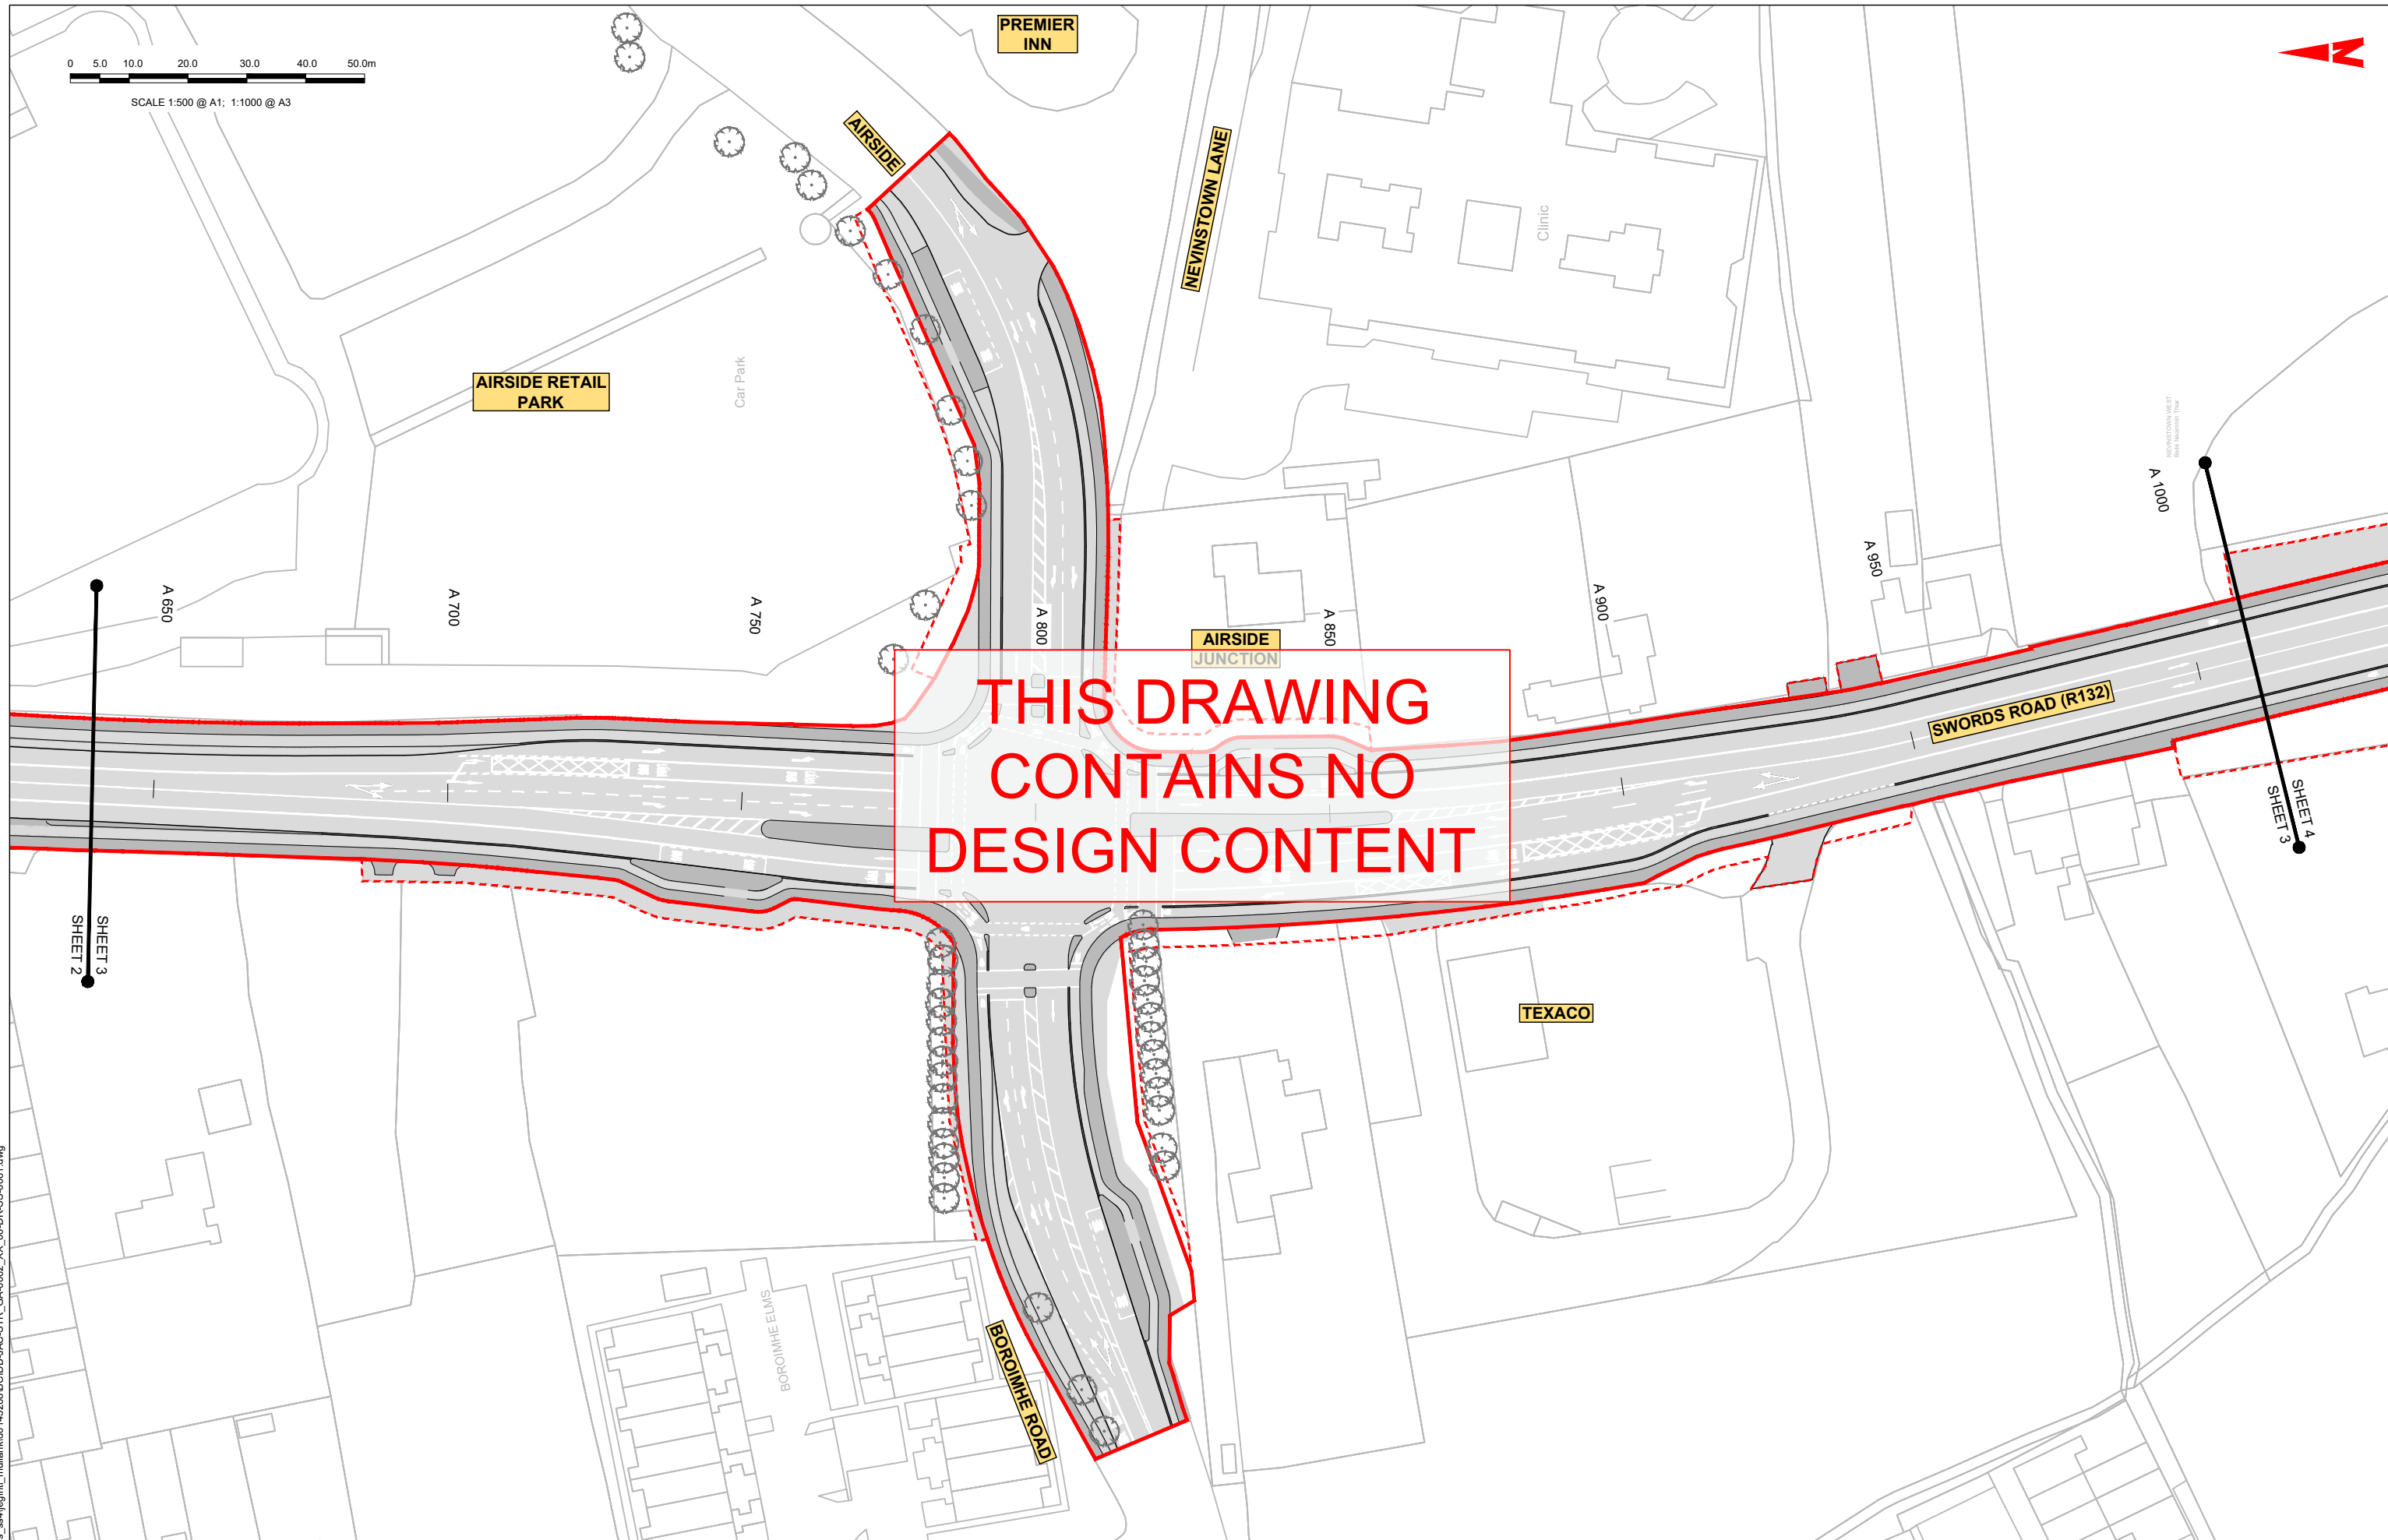 PREMIER
INN
0 5.0 10.0 20.0 30.0 40.0 50.0m
SCALE 1:500 @ A1; 1:1000 @ A3
AIRSIDE
NEVINSTOWN LANE
Clinic
Car Park
AIRSIDE RETAIL
PARK
NEVINSTOWN WEST
A 650
A 700
A 750
A 800
A 850
A 900
A 950
A 1000
AIRSIDE
JUNCTION
THIS DRAWING
CONTAINS NO
DESIGN CONTENT
SWORDS ROAD (R132)
SHEET 4
SHEET 3
SHEET 3
SHEET 2
TEXACO
BOROIMHE ELMS
BOROIMHE ROAD
N